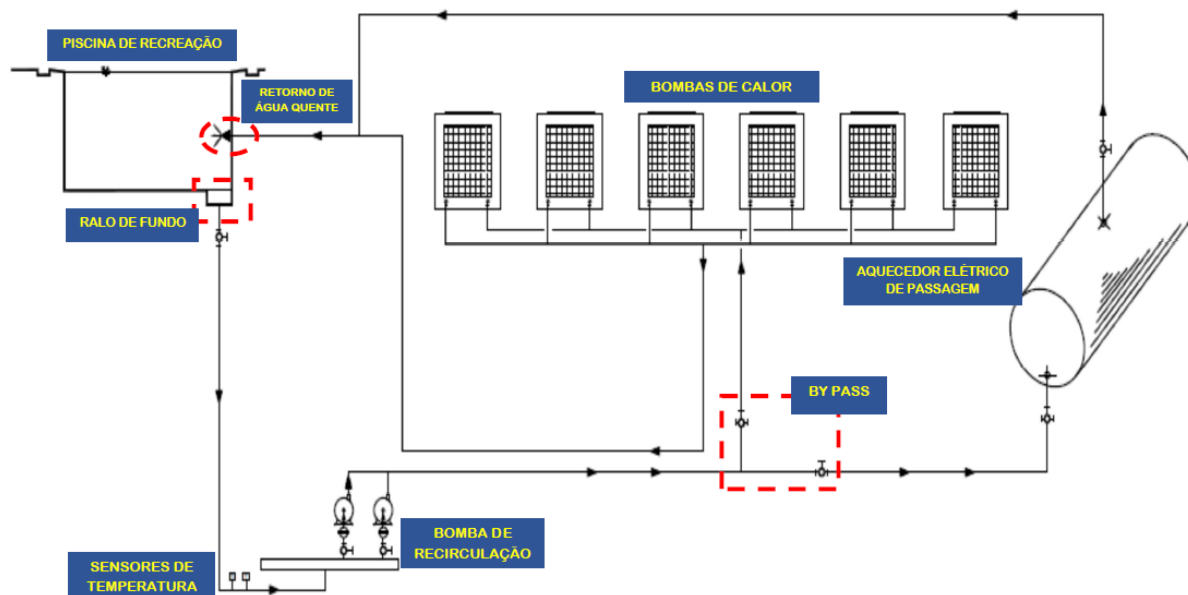 PISCINA DE RECREAÇÃO
RETORNO DE
ÁGUA QUENTE
BOMBAS DE CALOR
RALO DE FUNDO
AQUECEDOR ELÉTRICO
DE PASSAGEM
BY PASS
BOMBA DE
RECIRCULAÇÃO
SENSORES DE
TEMPERATURA